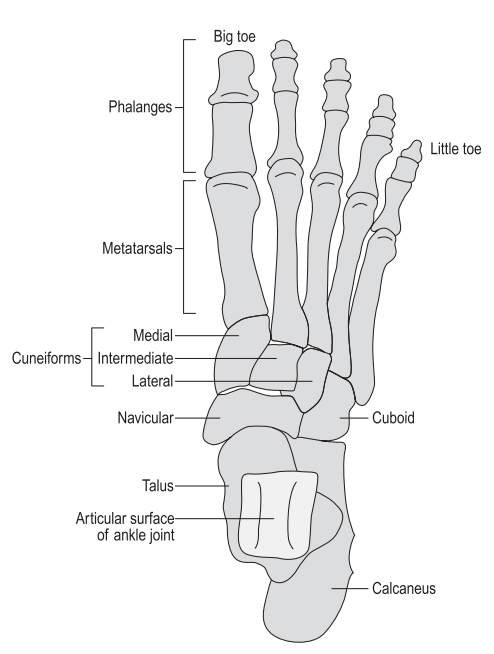 Big toe
Phalanges
Little toe
Metatarsals
Medial
Cuneiforms
Intermediate
Lateral
Navicular
Cuboid
Talus
Articular surface
of ankle joint
Calcaneus